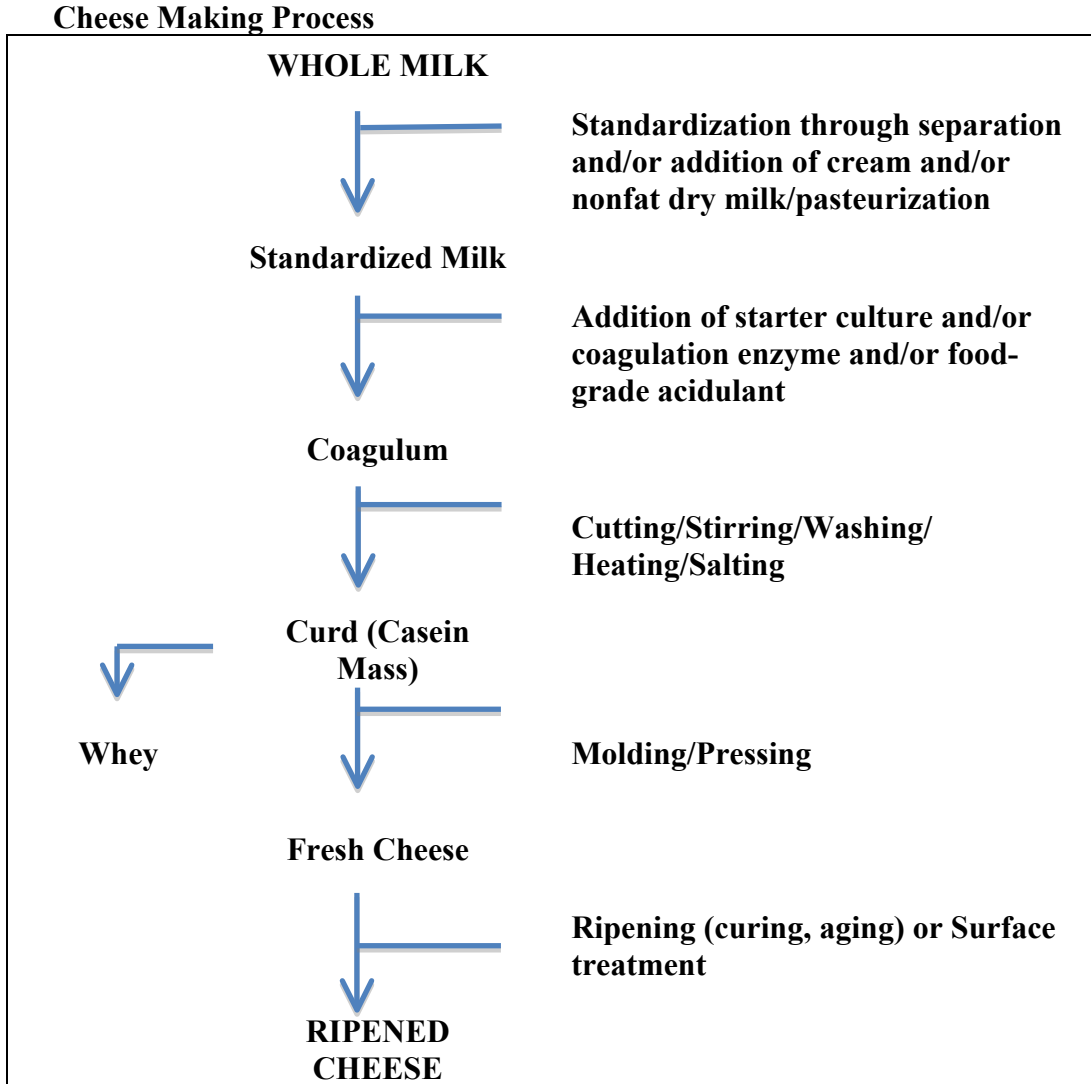 Cheese Making Process
WHOLE MILK
Standardization through separation
and/or addition of cream and/or
nonfat dry milk/pasteurization
Standardized Milk
Addition of starter culture and/or
coagulation enzyme and/or food-
grade acidulant
Coagulum
Cutting/Stirring/Washing/
Heating/Salting
Curd (Casein
Mass)
Whey
Molding/Pressing
Fresh Cheese
Ripening (curing, aging) or Surface
treatment
RIPENED
CHEESE